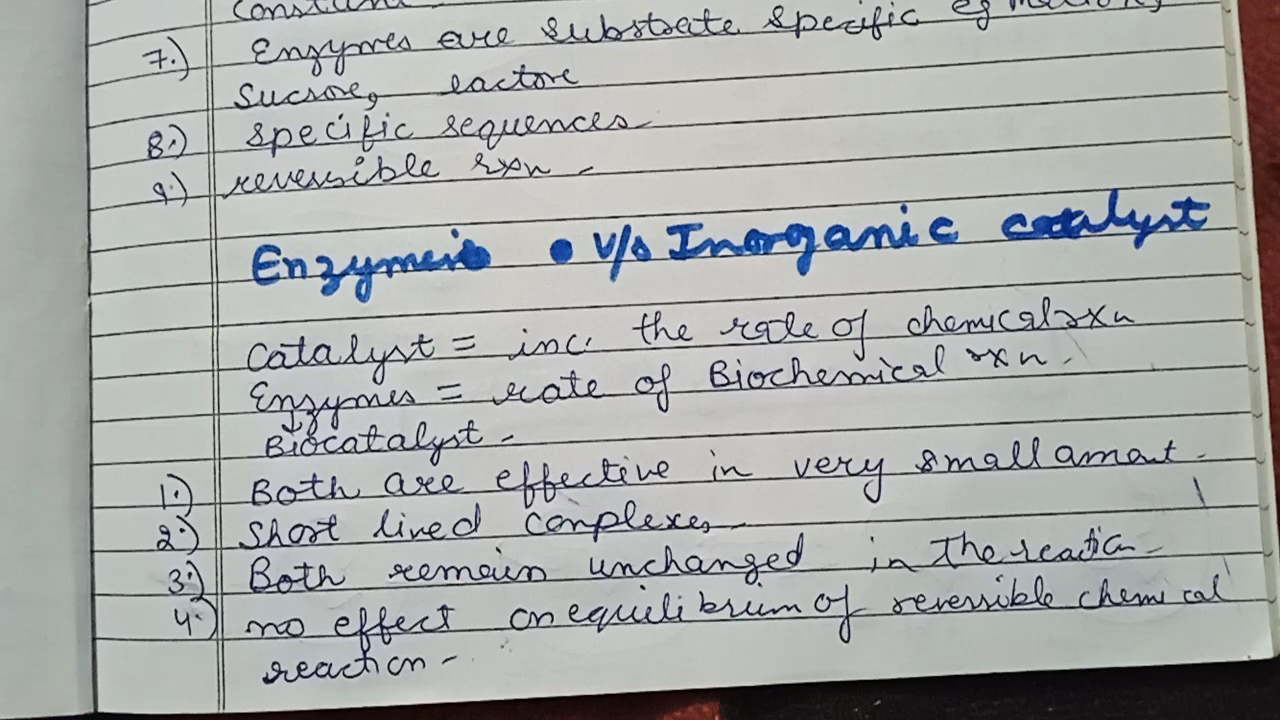 7.) Enzymes are substrate specific eg
Sucrose, lactose
8.) specific sequences
9.) reversible rxn -
Enzymes v/s Inorganic catalyst
Catalyst = inc. the rate of chemical rxn
Enzymes = rate of Biochemical rxn.
↓
Biocatalyst -
1.) Both are effective in very small amout -
2.) Short lived complexes -
3.) Both remain unchanged in the reaction -
4.) no effect on equilibrium of reversible chemical
reaction -